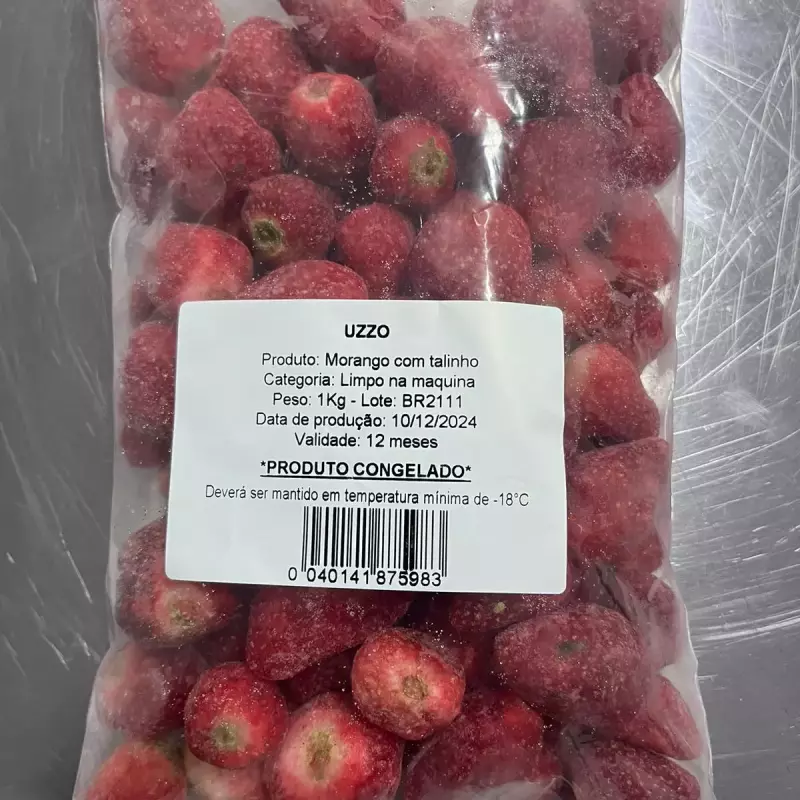 UZZO
Produto: Morango com talinho
Categoria: Limpo na maquina
Peso: 1Kg - Lote: BR2111
Data de produção: 10/12/2024
Validade: 12 meses
*PRODUTO CONGELADO*
Deverá ser mantido em temperatura mínima de -18°C
0 040141 875983